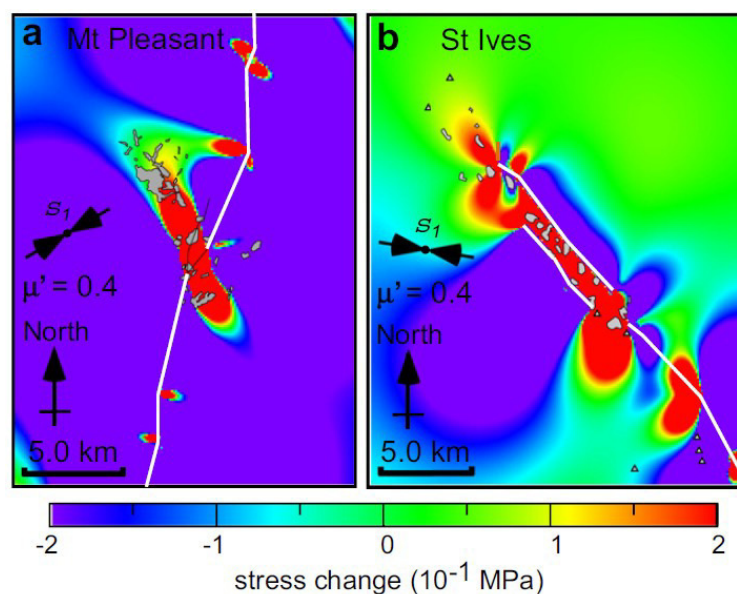 a Mt Pleasant
s1
μ' = 0.4
North
5.0 km
b St Ives
s1
μ' = 0.4
North
5.0 km
-2 -1 0 1 2
stress change (10⁻¹ MPa)